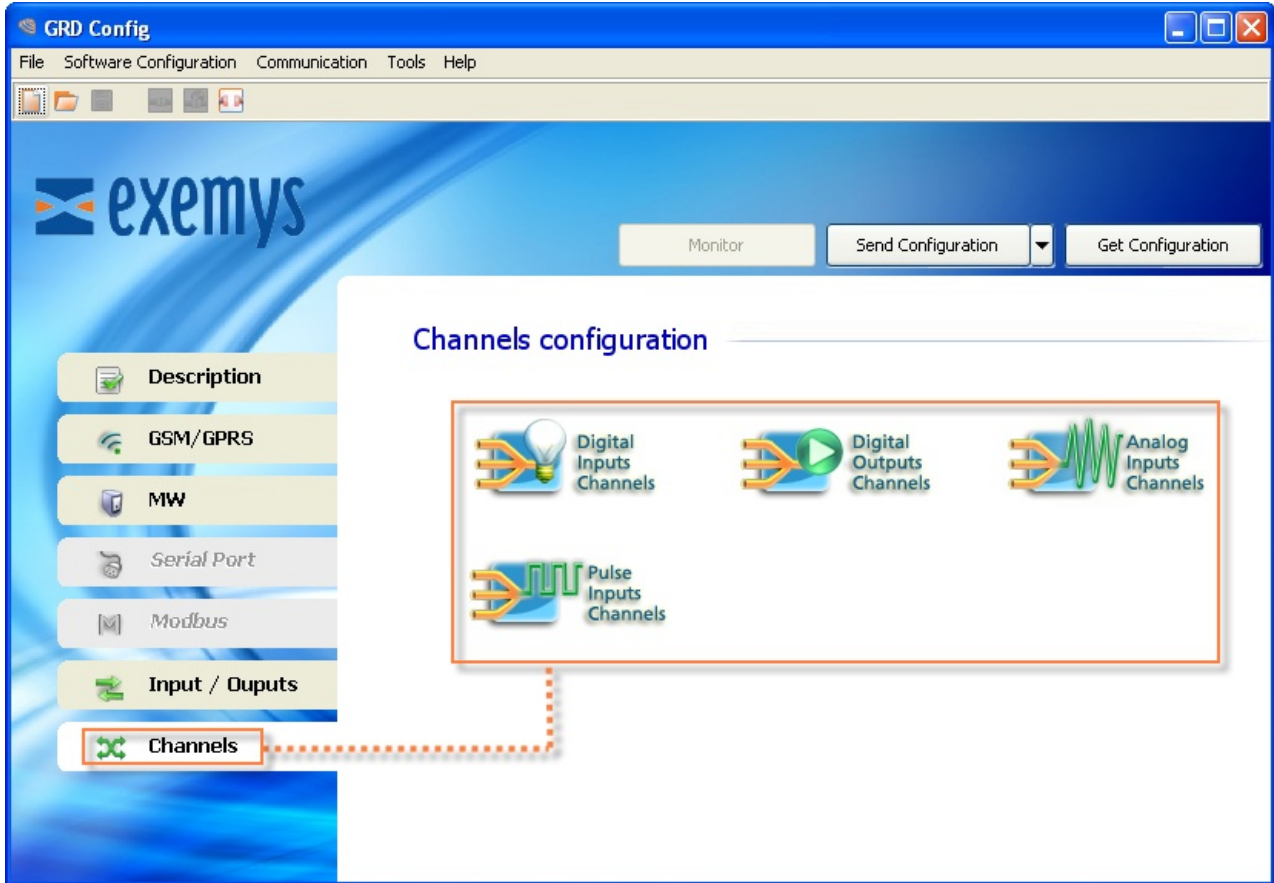 GRD Config
File Software Configuration Communication Tools Help
exemys
Monitor Send Configuration Get Configuration
Channels configuration
Description
GSM/GPRS
MW
Serial Port
Modbus
Input / Ouputs
Channels
Digital
Inputs
Channels
Digital
Outputs
Channels
Analog
Inputs
Channels
Pulse
Inputs
Channels